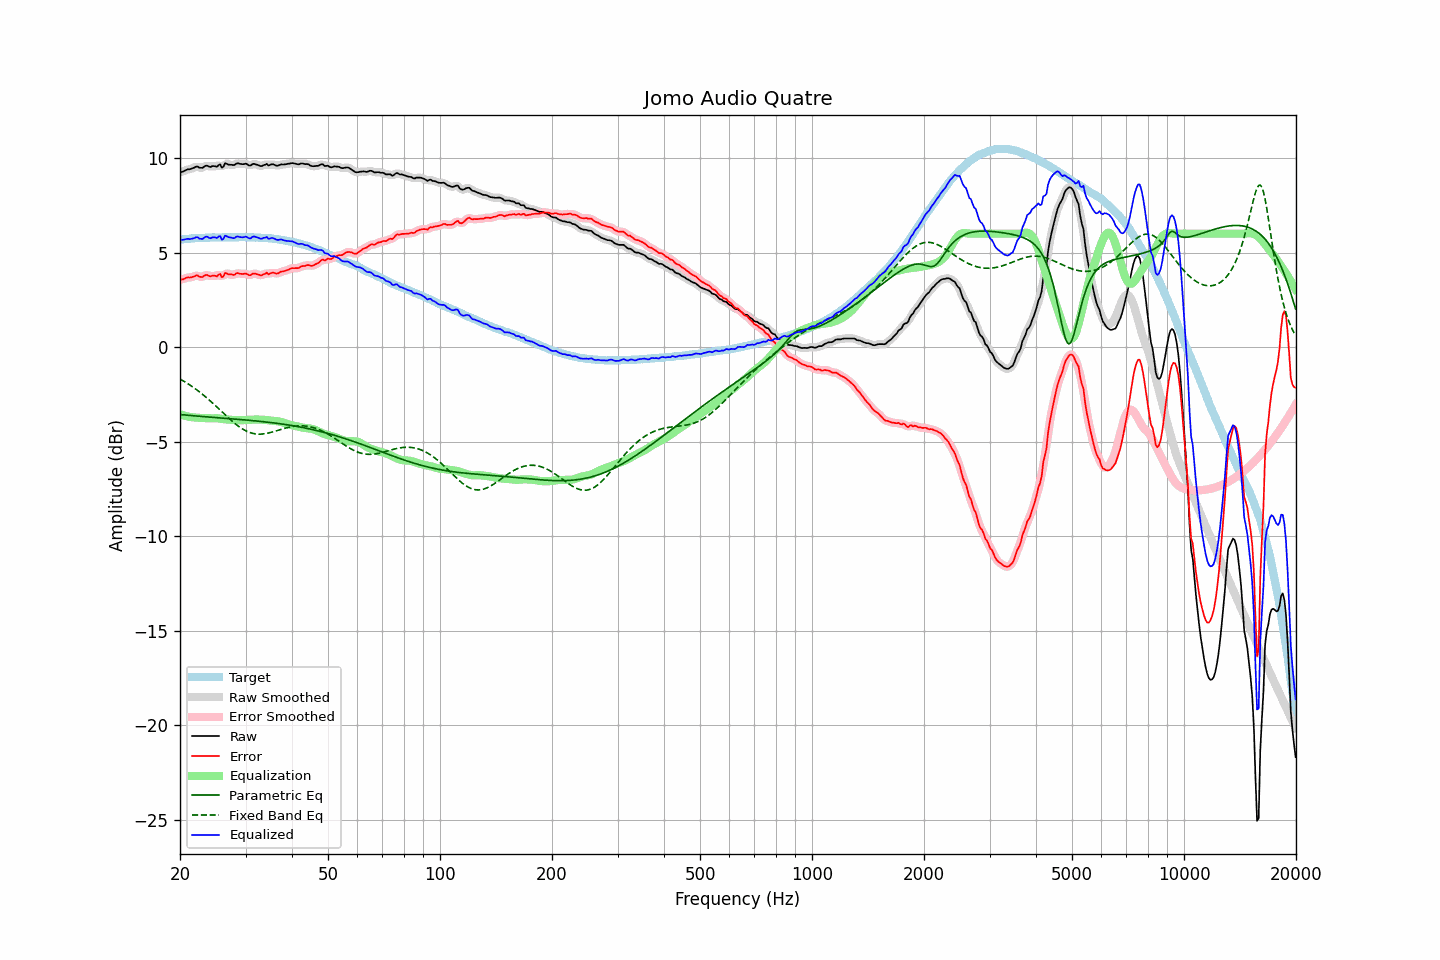 Jomo Audio Quatre
Amplitude (dBr)
10
5
0
−5
−10
−15
−20
−25
Target
Raw Smoothed
Error Smoothed
Raw
Error
Equalization
Parametric Eq
Fixed Band Eq
Equalized
20 50 100 200 500 1000 2000 5000 10000 20000
Frequency (Hz)